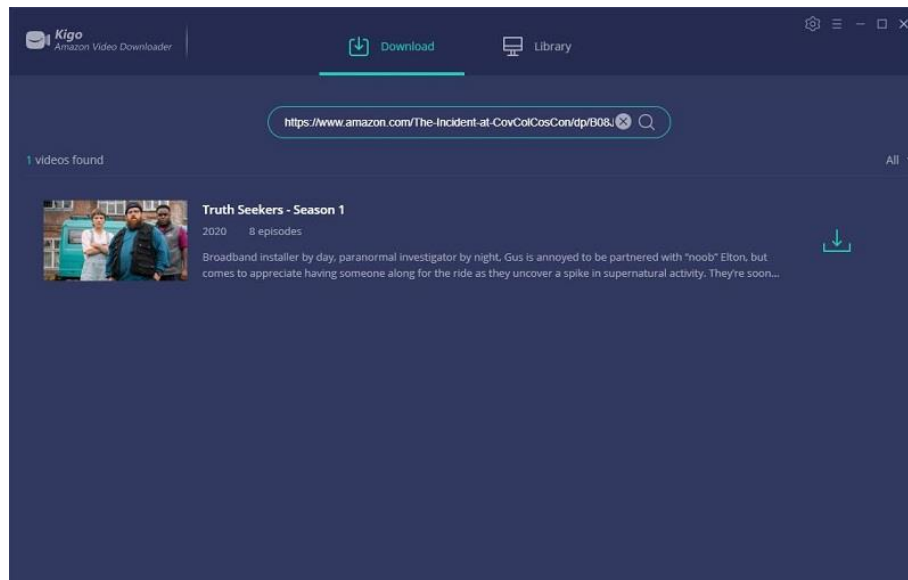 Kigo
Amazon Video Downloader
Download
Library
https://www.amazon.com/The-Incident-at-CovColCosCon/dp/B08J
1 videos found
All
Truth Seekers - Season 1
2020 8 episodes
Broadband installer by day, paranormal investigator by night, Gus is annoyed to be partnered with “noob” Elton, but
comes to appreciate having someone along for the ride as they uncover a spike in supernatural activity. They're soon...